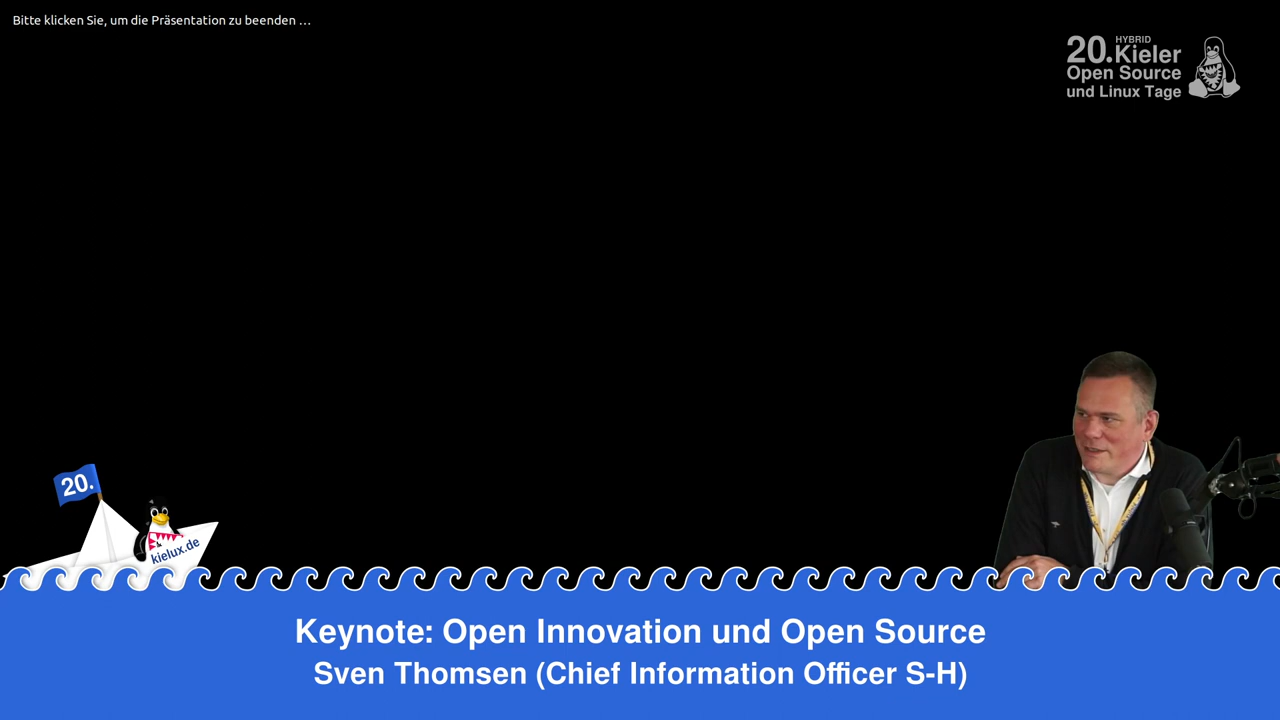 Bitte klicken Sie, um die Präsentation zu beenden …
HYBRID
20.Kieler
Open Source
und Linux Tage
20.
kielux.de
Keynote: Open Innovation und Open Source
Sven Thomsen (Chief Information Officer S-H)